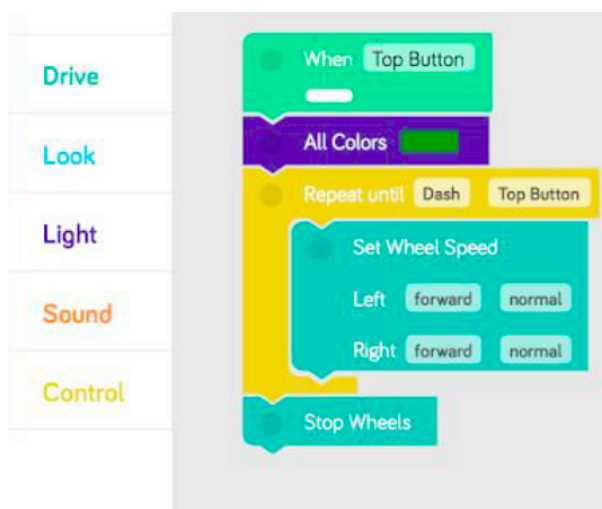 Drive
Look
Light
Sound
Control
When Top Button
All Colors
Repeat until Dash Top Button
Set Wheel Speed
Left forward normal
Right forward normal
Stop Wheels